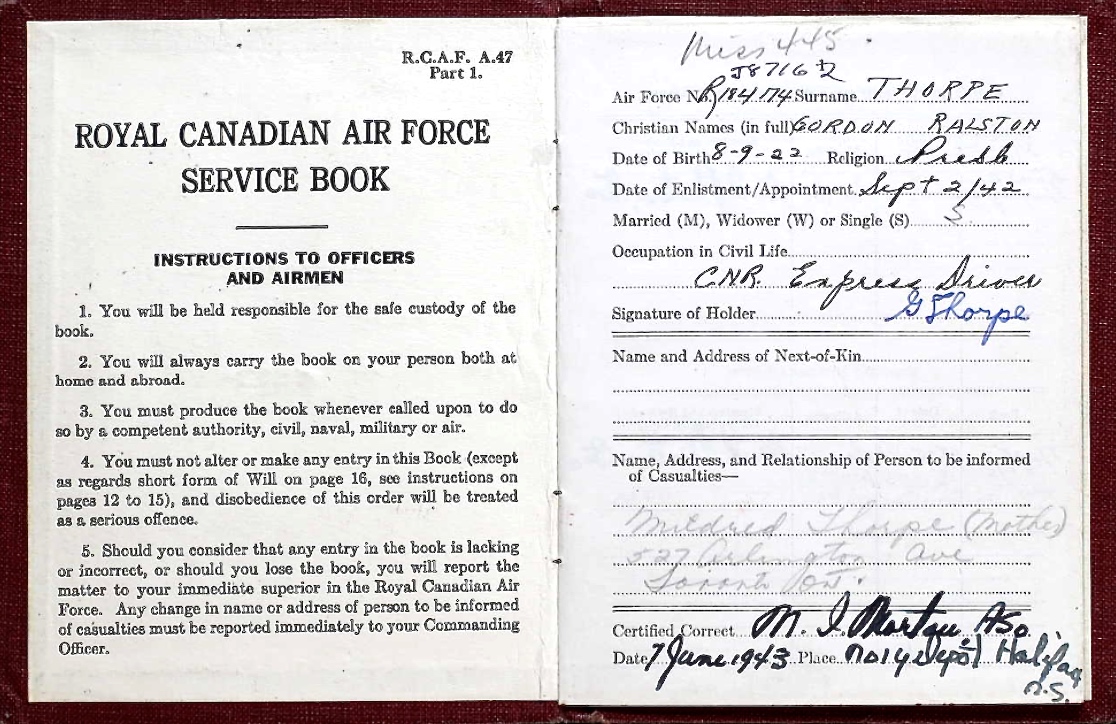 R.C.A.F. A.47
Part 1.
ROYAL CANADIAN AIR FORCE
SERVICE BOOK
INSTRUCTIONS TO OFFICERS
AND AIRMEN
1. You will be held responsible for the safe custody of the
book.
2. You will always carry the book on your person both at
home and abroad.
3. You must produce the book whenever called upon to do
so by a competent authority, civil, naval, military or air.
4. You must not alter or make any entry in this Book (except
as regards short form of Will on page 16, see instructions on
pages 12 to 15), and disobedience of this order will be treated
as a serious offence.
5. Should you consider that any entry in the book is lacking
or incorrect, or should you lose the book, you will report the
matter to your immediate superior in the Royal Canadian Air
Force. Any change in name or address of person to be informed
of casualties must be reported immediately to your Commanding
Officer.
Miss 445
J87162
Air Force No. R184174 Surname THORPE
Christian Names (in full) GORDON RALSTON
Date of Birth 8-9-22 Religion Presb
Date of Enlistment/Appointment Sept 2/42
Married (M), Widower (W) or Single (S) S
Occupation in Civil Life
C.N.R. Express Driver
Signature of Holder G Thorpe
Name and Address of Next-of-Kin
Name, Address, and Relationship of Person to be informed
of Casualties—
Mildred Thorpe (Mother)
527 Arlington Ave
Toronto Ont.
Certified Correct M. I. ASO
Date 7 June 1943 Place Halifax
N.S.